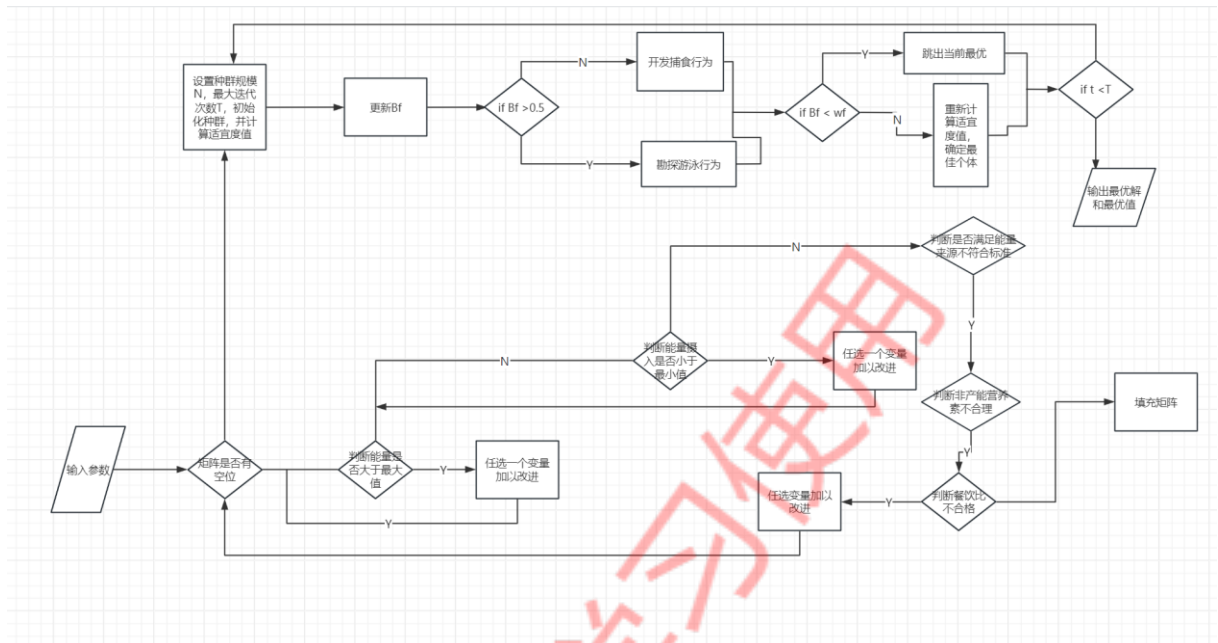 设置种群规模
N，最大迭代
次数T，初始
化种群，并计
算适宜度值
更新Bf
if Bf >0.5
N
开发捕食行为
Y
勘探游泳行为
if Bf < wf
Y
跳出当前最优
N
重新计
算适宜
度值，
确定最
佳个体
if t <T
输出最优解
和最优值
N
判断是否满足能量
来源不符合标准
Y
判断非产能营养
素不合理
Y
判断餐饮比
不合格
Y
任选变量加以
改进
填充矩阵
N
判断能量摄
入是否小于
最小值
Y
任选一个变量
加以改进
输入参数
矩阵是否有
空位
判断能量是
否大于最大
值
Y
任选一个变量
加以改进
Y
学习使用